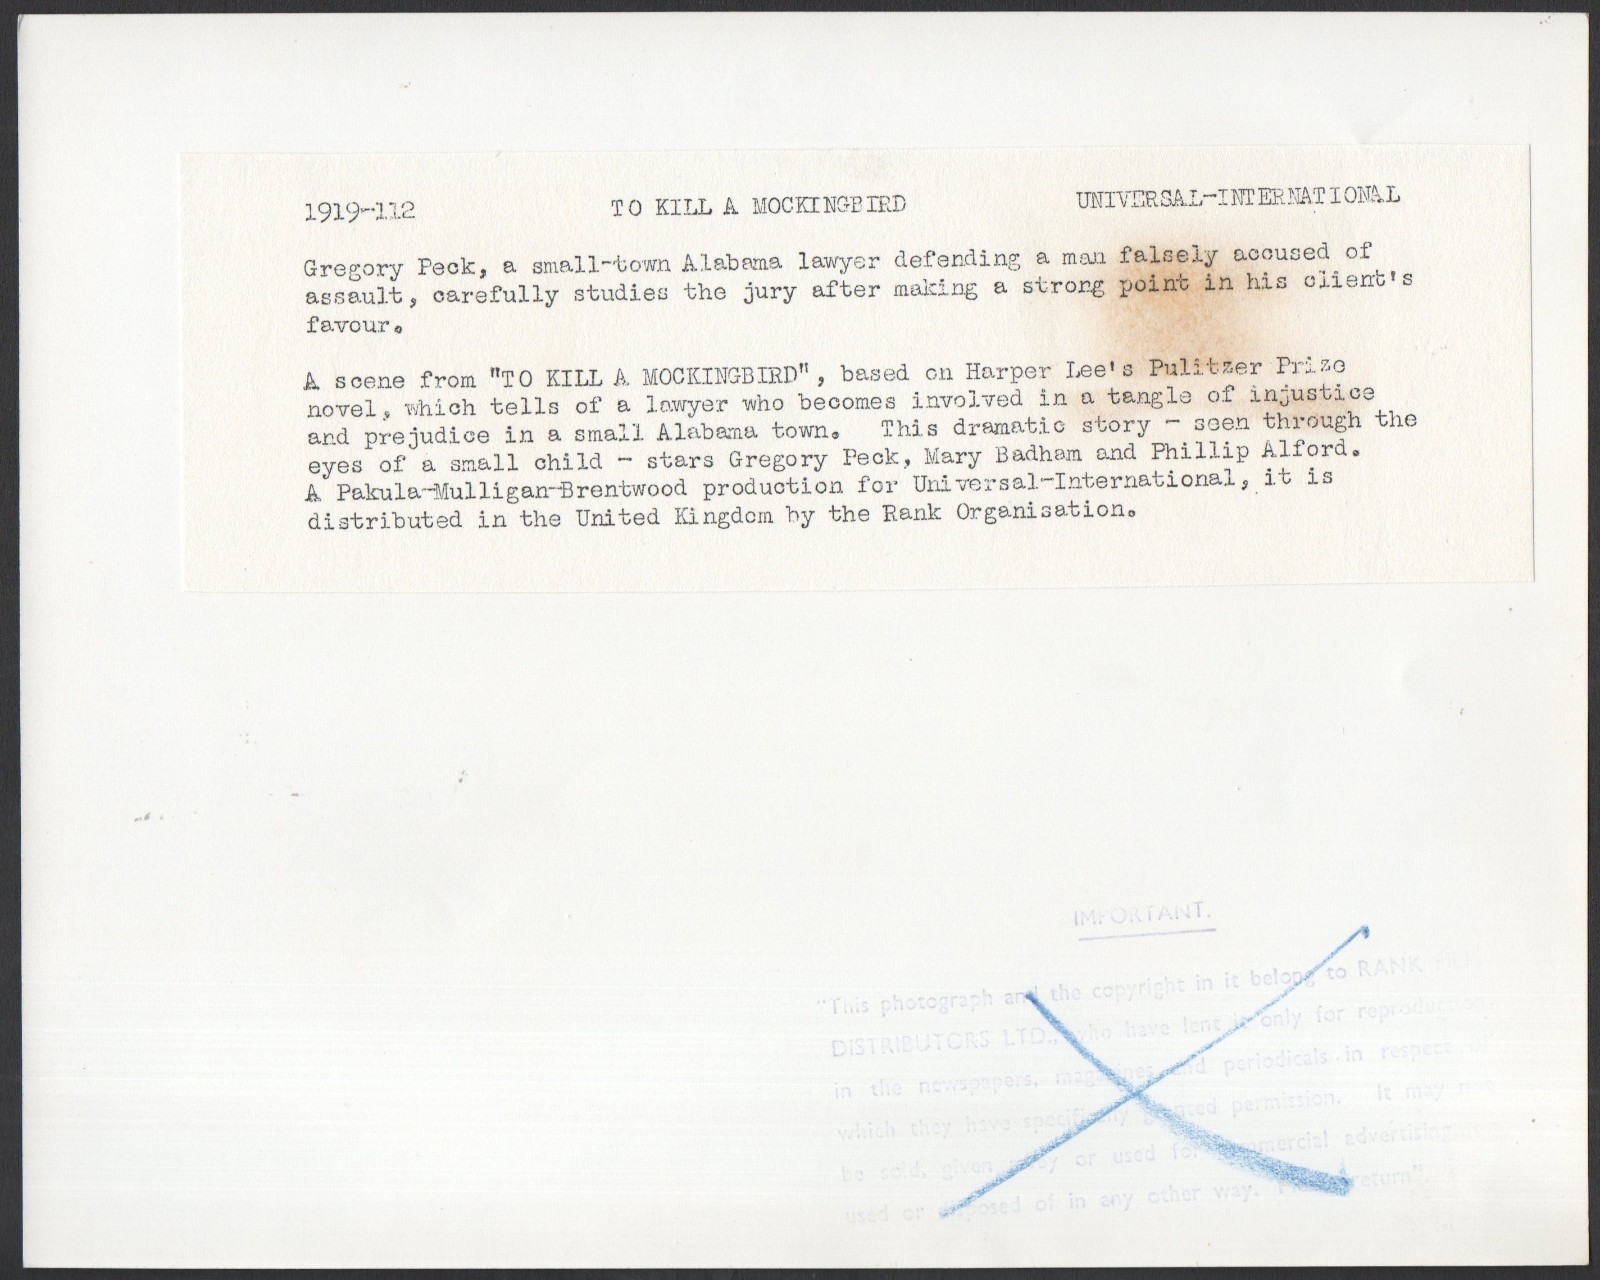 1919-112 TO KILL A MOCKINGBIRD UNIVERSAL-INTERNATIONAL
Gregory Peck, a small-town Alabama lawyer defending a man falsely accused of
assault, carefully studies the jury after making a strong point in his client's
favour.
A scene from "TO KILL A MOCKINGBIRD", based on Harper Lee's Pulitzer Prize
novel, which tells of a lawyer who becomes involved in a tangle of injustice
and prejudice in a small Alabama town. This dramatic story - seen through the
eyes of a small child - stars Gregory Peck, Mary Badham and Phillip Alford.
A Pakula-Mulligan-Brentwood production for Universal-International, it is
distributed in the United Kingdom by the Rank Organisation.
IMPORTANT.
"This photograph and the copyright in it belong to RANK FILM
DISTRIBUTORS LTD., who have lent it only for reproduction
in the newspapers, magazines and periodicals in respect of
which they have specifically granted permission. It may not
be sold, given away or used for commercial advertising
used or disposed of in any other way. Please return".